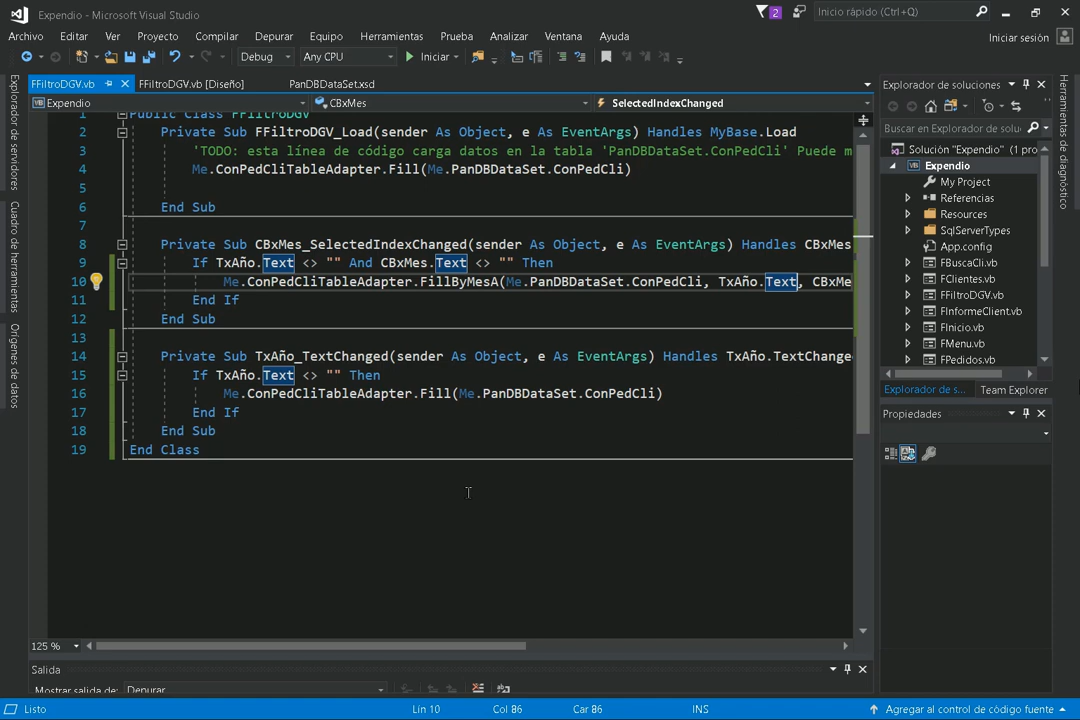 Expendio - Microsoft Visual Studio
2
Inicio rápido (Ctrl+Q)
Archivo Editar Ver Proyecto Compilar Depurar Equipo Herramientas Prueba Analizar Ventana Ayuda
Iniciar sesión
Debug Any CPU Iniciar
FFiltroDGV.vb FFiltroDGV.vb [Diseño] PanDBDataSet.xsd
Expendio CBxMes SelectedIndexChanged
Explorador de servidores
Cuadro de herramientas
Orígenes de datos
1 Public Class FFiltroDGV
2 Private Sub FFiltroDGV_Load(sender As Object, e As EventArgs) Handles MyBase.Load
3 'TODO: esta línea de código carga datos en la tabla 'PanDBDataSet.ConPedCli' Puede m
4 Me.ConPedCliTableAdapter.Fill(Me.PanDBDataSet.ConPedCli)
5
6 End Sub
7
8 Private Sub CBxMes_SelectedIndexChanged(sender As Object, e As EventArgs) Handles CBxMes
9 If TxAño.Text <> "" And CBxMes.Text <> "" Then
10 Me.ConPedCliTableAdapter.FillByMesA(Me.PanDBDataSet.ConPedCli, TxAño.Text, CBxMe
11 End If
12 End Sub
13
14 Private Sub TxAño_TextChanged(sender As Object, e As EventArgs) Handles TxAño.TextChange
15 If TxAño.Text <> "" Then
16 Me.ConPedCliTableAdapter.Fill(Me.PanDBDataSet.ConPedCli)
17 End If
18 End Sub
19 End Class
125 %
Salida
Mostrar salida de: Depurar
Explorador de soluciones
Buscar en Explorador de soluc
Solución "Expendio" (1 pro
Expendio
My Project
Referencias
Resources
SqlServerTypes
App.config
FBuscaCli.vb
FClientes.vb
FFiltroDGV.vb
FInformeClient.vb
FInicio.vb
FMenu.vb
FPedidos.vb
Explorador de s... Team Explorer
Propiedades
Herramientas de diagnóstico
Listo Lín 10 Col 86 Car 86 INS Agregar al control de código fuente